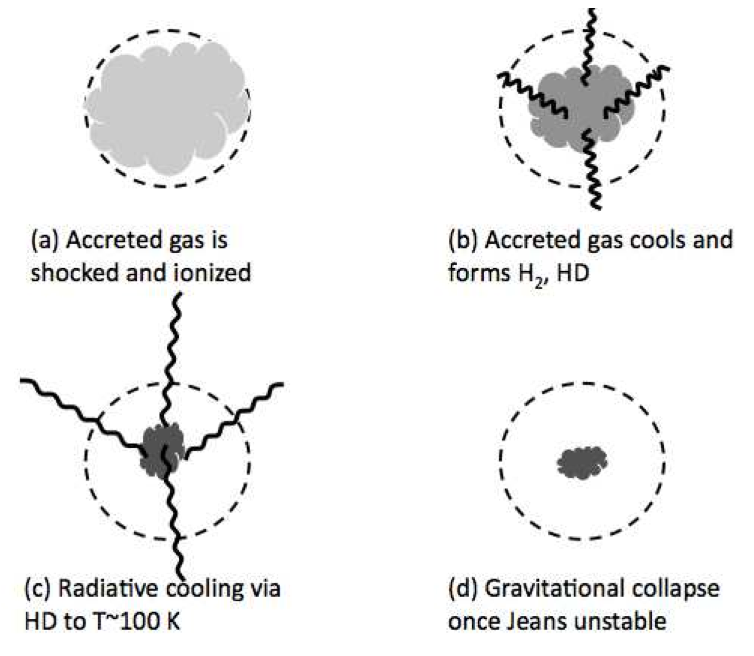 (a) Accreted gas is
shocked and ionized
(b) Accreted gas cools and
forms H₂, HD
(c) Radiative cooling via
HD to T~100 K
(d) Gravitational collapse
once Jeans unstable